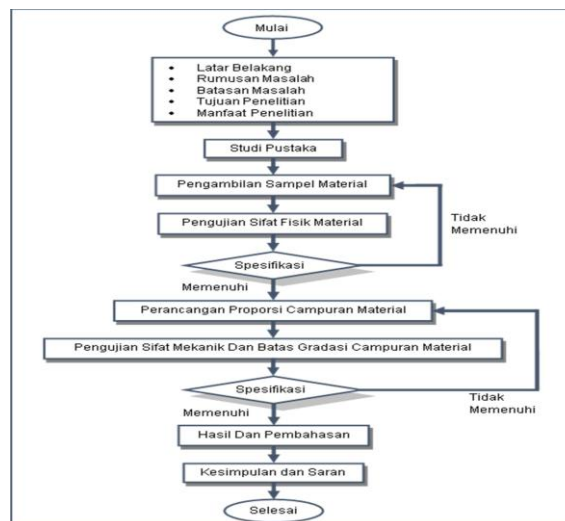 Mulai
• Latar Belakang
• Rumusan Masalah
• Batasan Masalah
• Tujuan Penelitian
• Manfaat Penelitian
Studi Pustaka
Pengambilan Sampel Material
Pengujian Sifat Fisik Material
Tidak
Memenuhi
Spesifikasi
Memenuhi
Perancangan Proporsi Campuran Material
Pengujian Sifat Mekanik Dan Batas Gradasi Campuran Material
Spesifikasi
Tidak
Memenuhi
Memenuhi
Hasil Dan Pembahasan
Kesimpulan dan Saran
Selesai